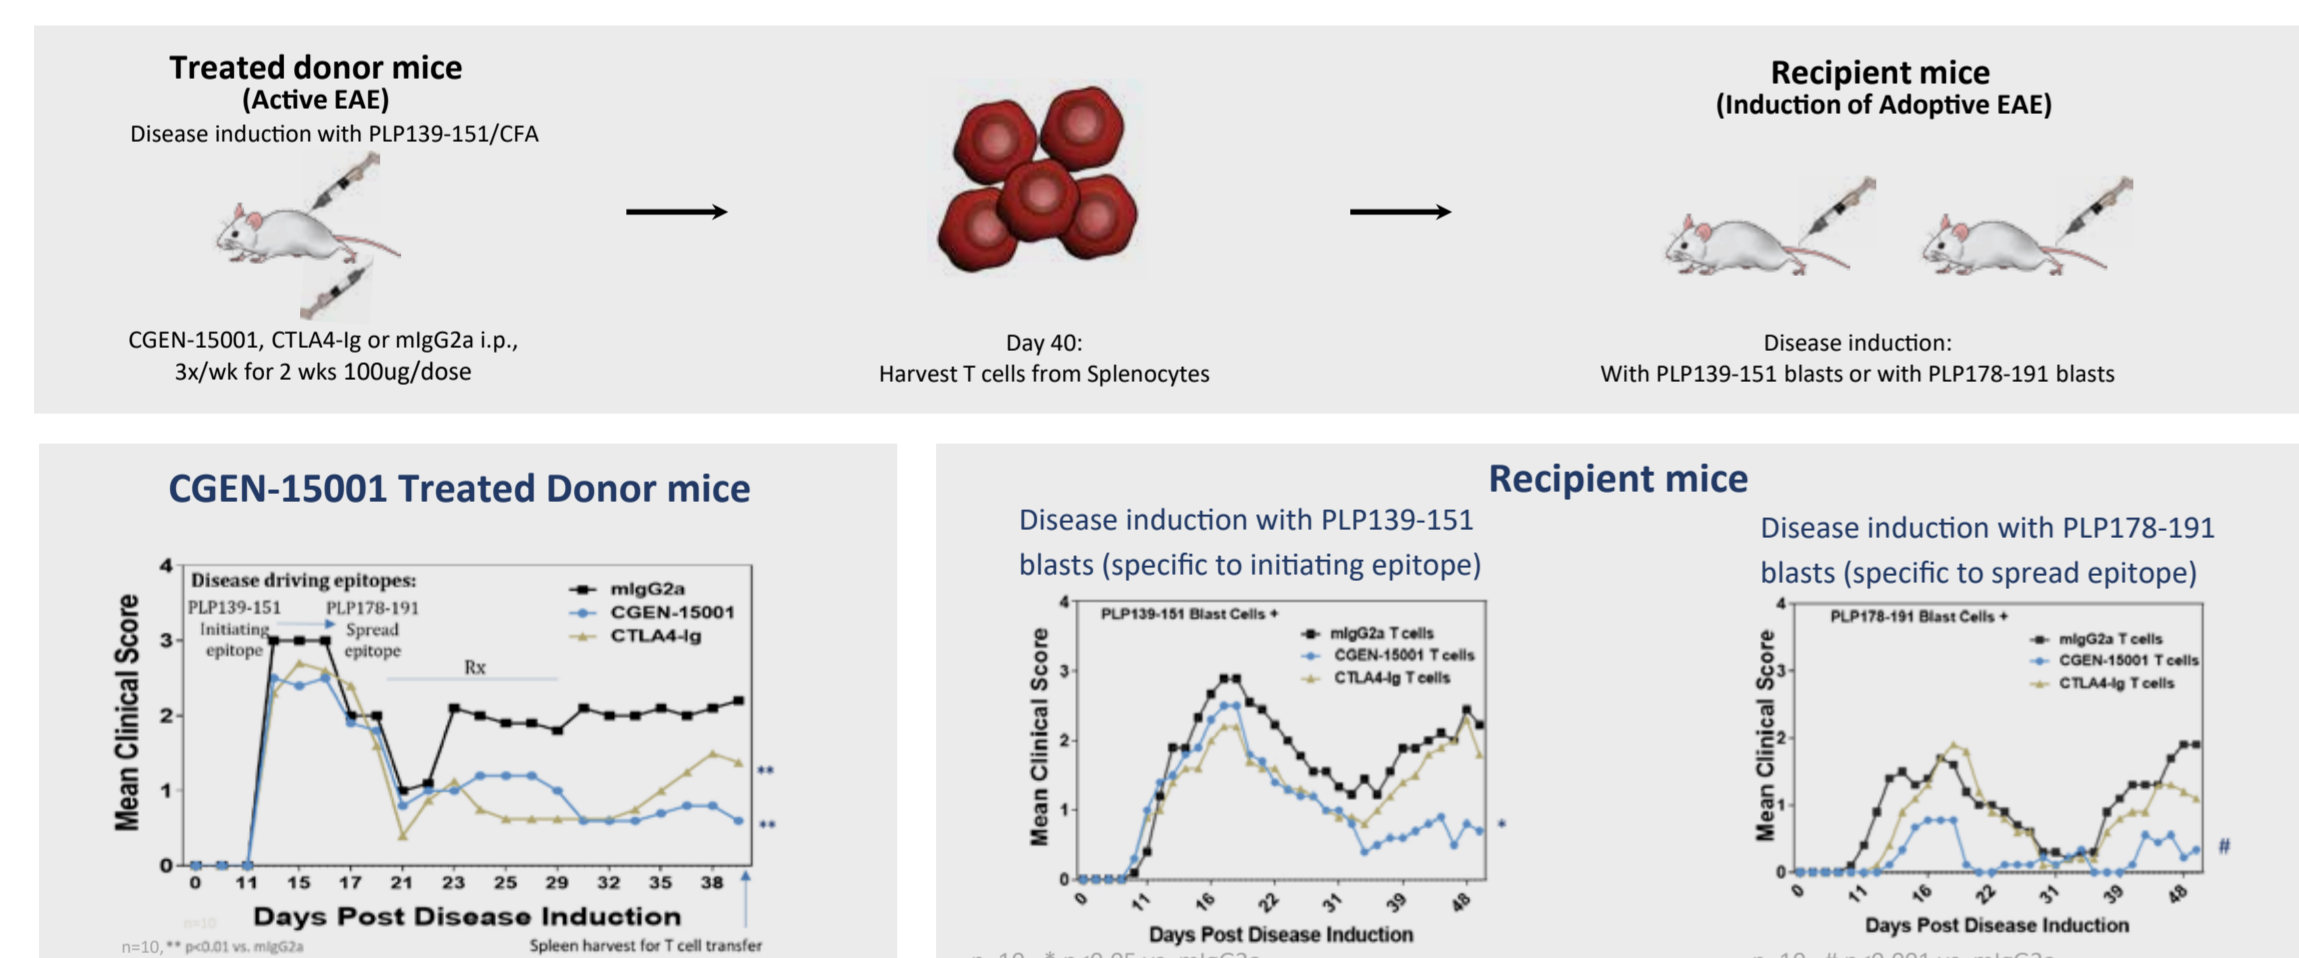 Treated donor mice
(Active EAE)
Disease induction with PLP139-151/CFA
CGEN-15001, CTLA4-Ig or mIgG2a i.p.,
3x/wk for 2 wks 100ug/dose
Day 40:
Harvest T cells from Splenocytes
Recipient mice
(Induction of Adoptive EAE)
Disease induction:
With PLP139-151 blasts or with PLP178-191 blasts
CGEN-15001 Treated Donor mice
Disease driving epitopes:
PLP139-151
Initiating
epitope
PLP178-191
Spread
epitope
Rx
mIgG2a
CGEN-15001
CTLA4-Ig
Mean Clinical Score
4
3
2
1
0
**
**
0 11 15 17 21 23 25 29 32 35 38
Days Post Disease Induction
n=10
n=10, ** p<0.01 vs. mIgG2a
Spleen harvest for T cell transfer
Recipient mice
Disease induction with PLP139-151
blasts (specific to initiating epitope)
PLP139-151 Blast Cells +
mIgG2a T cells
CGEN-15001 T cells
CTLA4-Ig T cells
Mean Clinical Score
4
3
2
1
0
*
0 11 16 22 31 39 48
Days Post Disease Induction
Disease induction with PLP178-191
blasts (specific to spread epitope)
PLP178-191 Blast Cells +
mIgG2a T cells
CGEN-15001 T cells
CTLA4-Ig T cells
Mean Clinical Score
4
3
2
1
0
#
0 11 16 22 31 39 48
Days Post Disease Induction